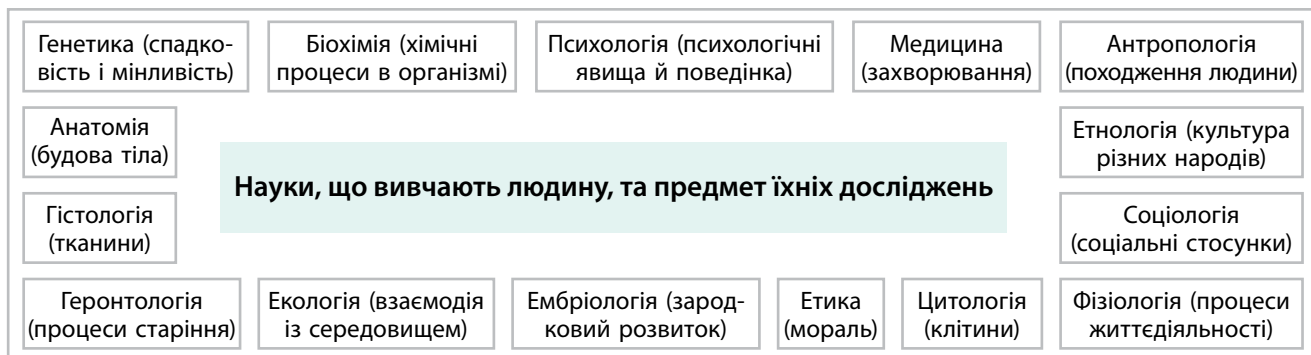 Генетика (спадко-
вість і мінливість)
Біохімія (хімічні
процеси в організмі)
Психологія (психологічні
явища й поведінка)
Медицина
(захворювання)
Антропологія
(походження людини)
Анатомія
(будова тіла)
Етнологія (культура
різних народів)
Науки, що вивчають людину, та предмет їхніх досліджень
Гістологія
(тканини)
Соціологія
(соціальні стосунки)
Геронтологія
(процеси старіння)
Екологія (взаємодія
із середовищем)
Ембріологія (зарод-
ковий розвиток)
Етика
(мораль)
Цитологія
(клітини)
Фізіологія (процеси
життєдіяльності)